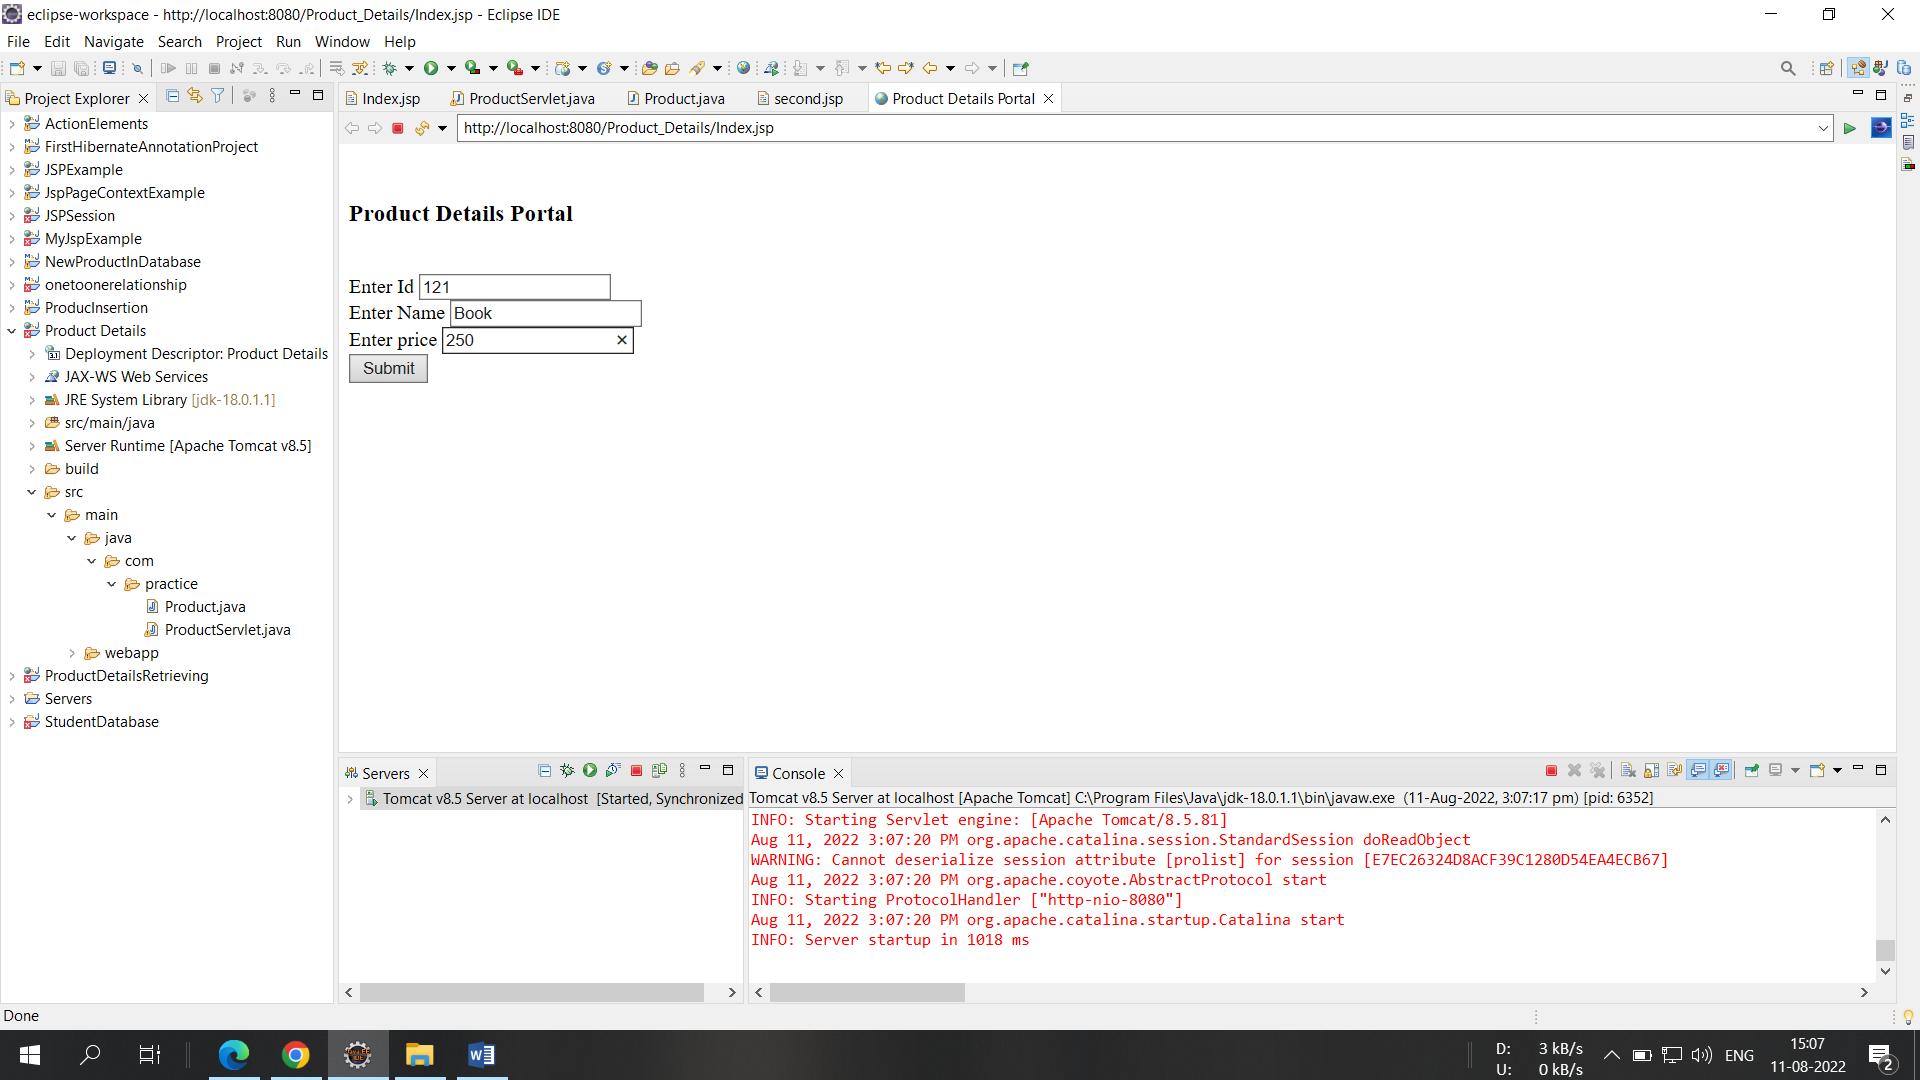 eclipse-workspace - http://localhost:8080/Product_Details/Index.jsp - Eclipse IDE
File Edit Navigate Search Project Run Window Help
Project Explorer
ActionElements
FirstHibernateAnnotationProject
JSPExample
JspPageContextExample
JSPSession
MyJspExample
NewProductInDatabase
onetoonerelationship
ProducInsertion
Product Details
Deployment Descriptor: Product Details
JAX-WS Web Services
JRE System Library [jdk-18.0.1.1]
src/main/java
Server Runtime [Apache Tomcat v8.5]
build
src
main
java
com
practice
Product.java
ProductServlet.java
webapp
ProductDetailsRetrieving
Servers
StudentDatabase
Index.jsp ProductServlet.java Product.java second.jsp Product Details Portal
http://localhost:8080/Product_Details/Index.jsp
Product Details Portal
Enter Id 121
Enter Name Book
Enter price 250
Submit
Servers
Tomcat v8.5 Server at localhost [Started, Synchronized
Console
Tomcat v8.5 Server at localhost [Apache Tomcat] C:\Program Files\Java\jdk-18.0.1.1\bin\javaw.exe (11-Aug-2022, 3:07:17 pm) [pid: 6352]
INFO: Starting Servlet engine: [Apache Tomcat/8.5.81]
Aug 11, 2022 3:07:20 PM org.apache.catalina.session.StandardSession doReadObject
WARNING: Cannot deserialize session attribute [prolist] for session [E7EC26324D8ACF39C1280D54EA4ECB67]
Aug 11, 2022 3:07:20 PM org.apache.coyote.AbstractProtocol start
INFO: Starting ProtocolHandler ["http-nio-8080"]
Aug 11, 2022 3:07:20 PM org.apache.catalina.startup.Catalina start
INFO: Server startup in 1018 ms
Done
D: 3 kB/s
U: 0 kB/s
ENG
15:07
11-08-2022
2